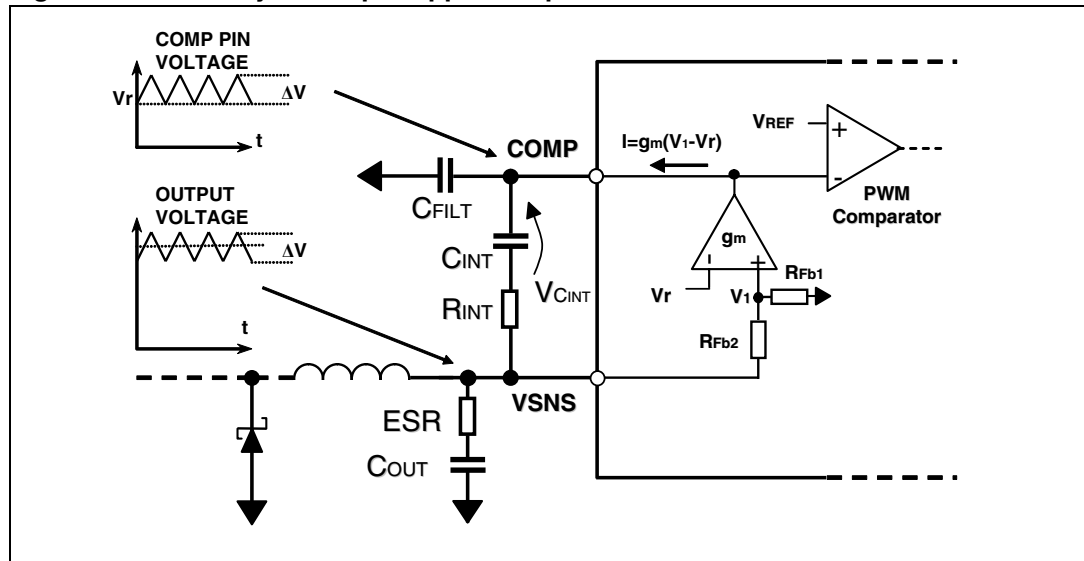 COMP PIN
VOLTAGE
Vr
ΔV
t
OUTPUT
VOLTAGE
ΔV
t
COMP
CFILT
CINT
VCINT
RINT
VSNS
ESR
COUT
I=gm(V1-Vr)
VREF
+
-
PWM
Comparator
gm
-
+
Vr
V1
RFb1
RFb2